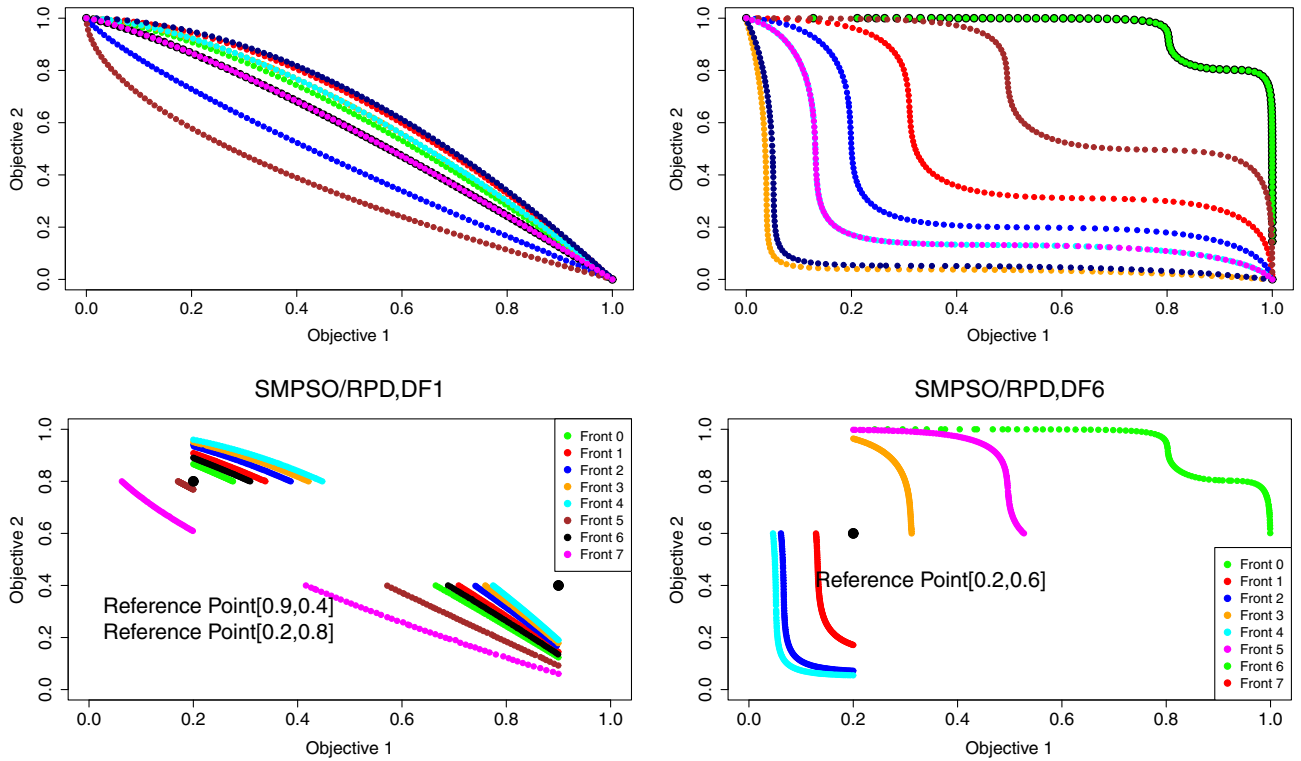 1.0
0.8
0.6
0.4
0.2
0.0
Objective 2
0.0 0.2 0.4 0.6 0.8 1.0
Objective 1
1.0
0.8
0.6
0.4
0.2
0.0
Objective 2
0.0 0.2 0.4 0.6 0.8 1.0
Objective 1
SMPSO/RPD,DF1
1.0
0.8
0.6
0.4
0.2
0.0
Objective 2
Front 0
Front 1
Front 2
Front 3
Front 4
Front 5
Front 6
Front 7
Reference Point[0.9,0.4]
Reference Point[0.2,0.8]
0.0 0.2 0.4 0.6 0.8 1.0
Objective 1
SMPSO/RPD,DF6
1.0
0.8
0.6
0.4
0.2
0.0
Objective 2
Reference Point[0.2,0.6]
Front 0
Front 1
Front 2
Front 3
Front 4
Front 5
Front 6
Front 7
0.0 0.2 0.4 0.6 0.8 1.0
Objective 1